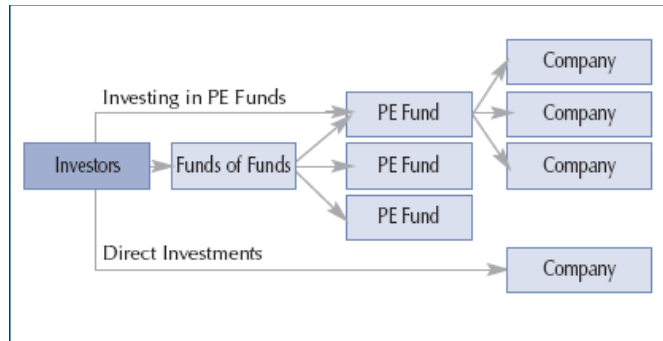 Company
Investing in PE Funds
PE Fund
Company
Investors
Funds of Funds
PE Fund
Company
PE Fund
Direct Investments
Company